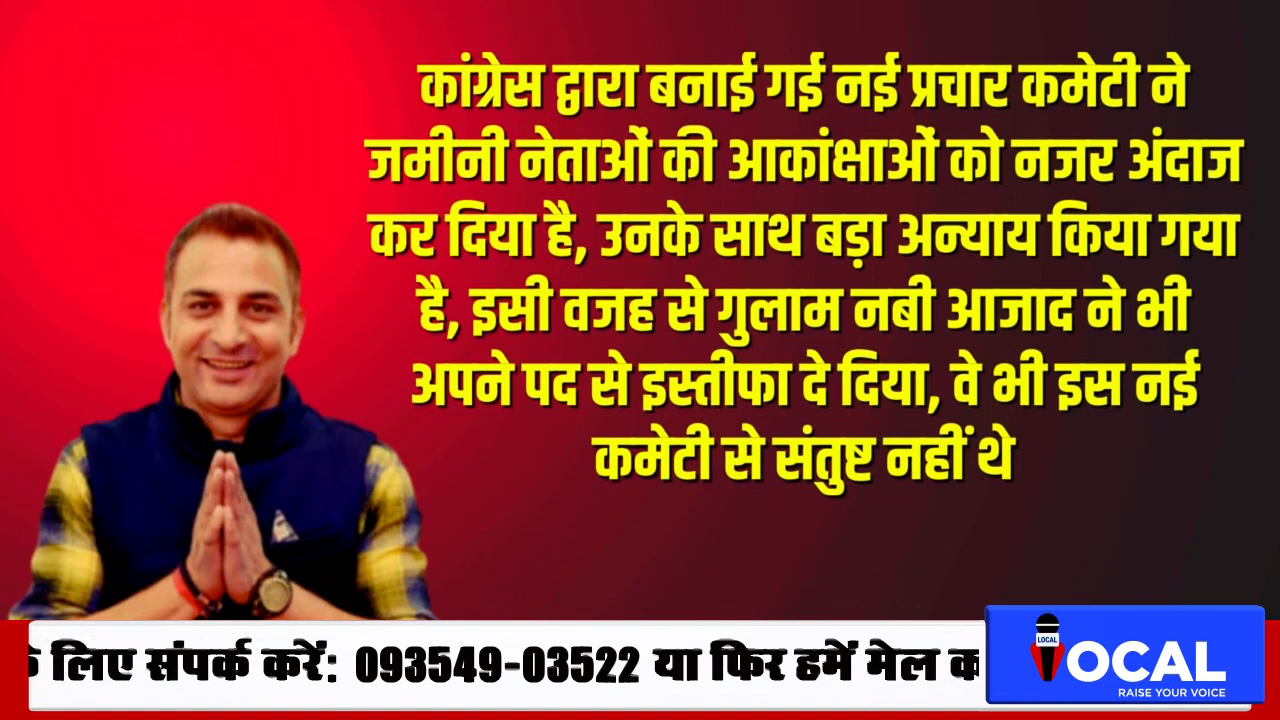 कांग्रेस द्वारा बनाई गई नई प्रचार कमेटी ने
जमीनी नेताओं की आकांक्षाओं को नजर अंदाज
कर दिया है, उनके साथ बड़ा अन्याय किया गया
है, इसी वजह से गुलाम नबी आजाद ने भी
अपने पद से इस्तीफा दे दिया, वे भी इस नई
कमेटी से संतुष्ट नहीं थे
लिए संपर्क करें: 093549-03522 या फिर हमें मेल
LOCAL
VOCAL
RAISE YOUR VOICE